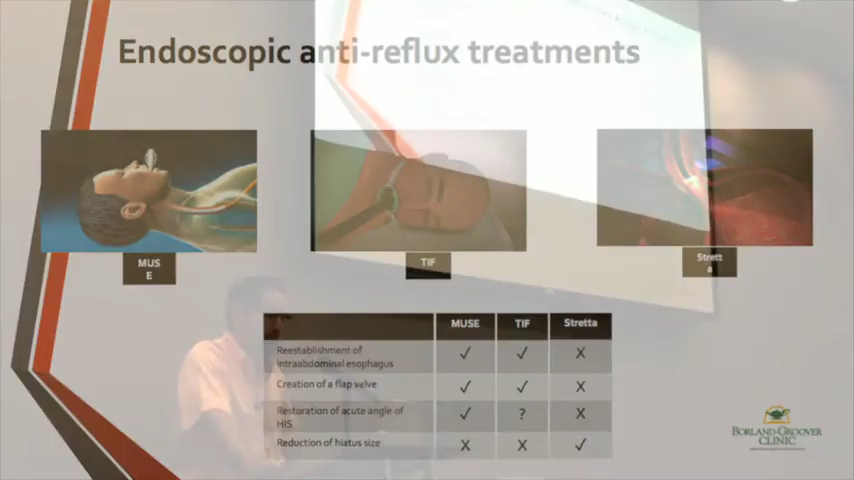 Endoscopic anti-reflux treatments
MUS
E
TIF
Strett
a
MUSE TIF Stretta
Reestablishment of
intraabdominal esophagus ✓ ✓ X
Creation of a flap valve ✓ ✓ X
Restoration of acute angle of
HIS ✓ ? X
Reduction of hiatus size X X ✓
BORLAND-GROOVER
CLINIC